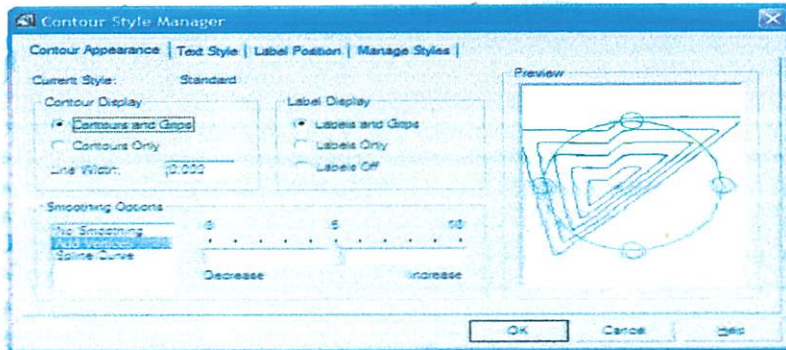 Contour Style Manager
Contour Appearance | Text Style | Label Position | Manage Styles
Current Style: Standard
Preview
Contour Display
Label Display
Contours and Grips
Labels and Grips
Contours Only
Labels Only
Line Width: 0.000
Labels Off
Smoothing Options
No Smoothing
0 5 10
Add Vertices
Spline Curve
Decrease Increase
OK Cancel Help